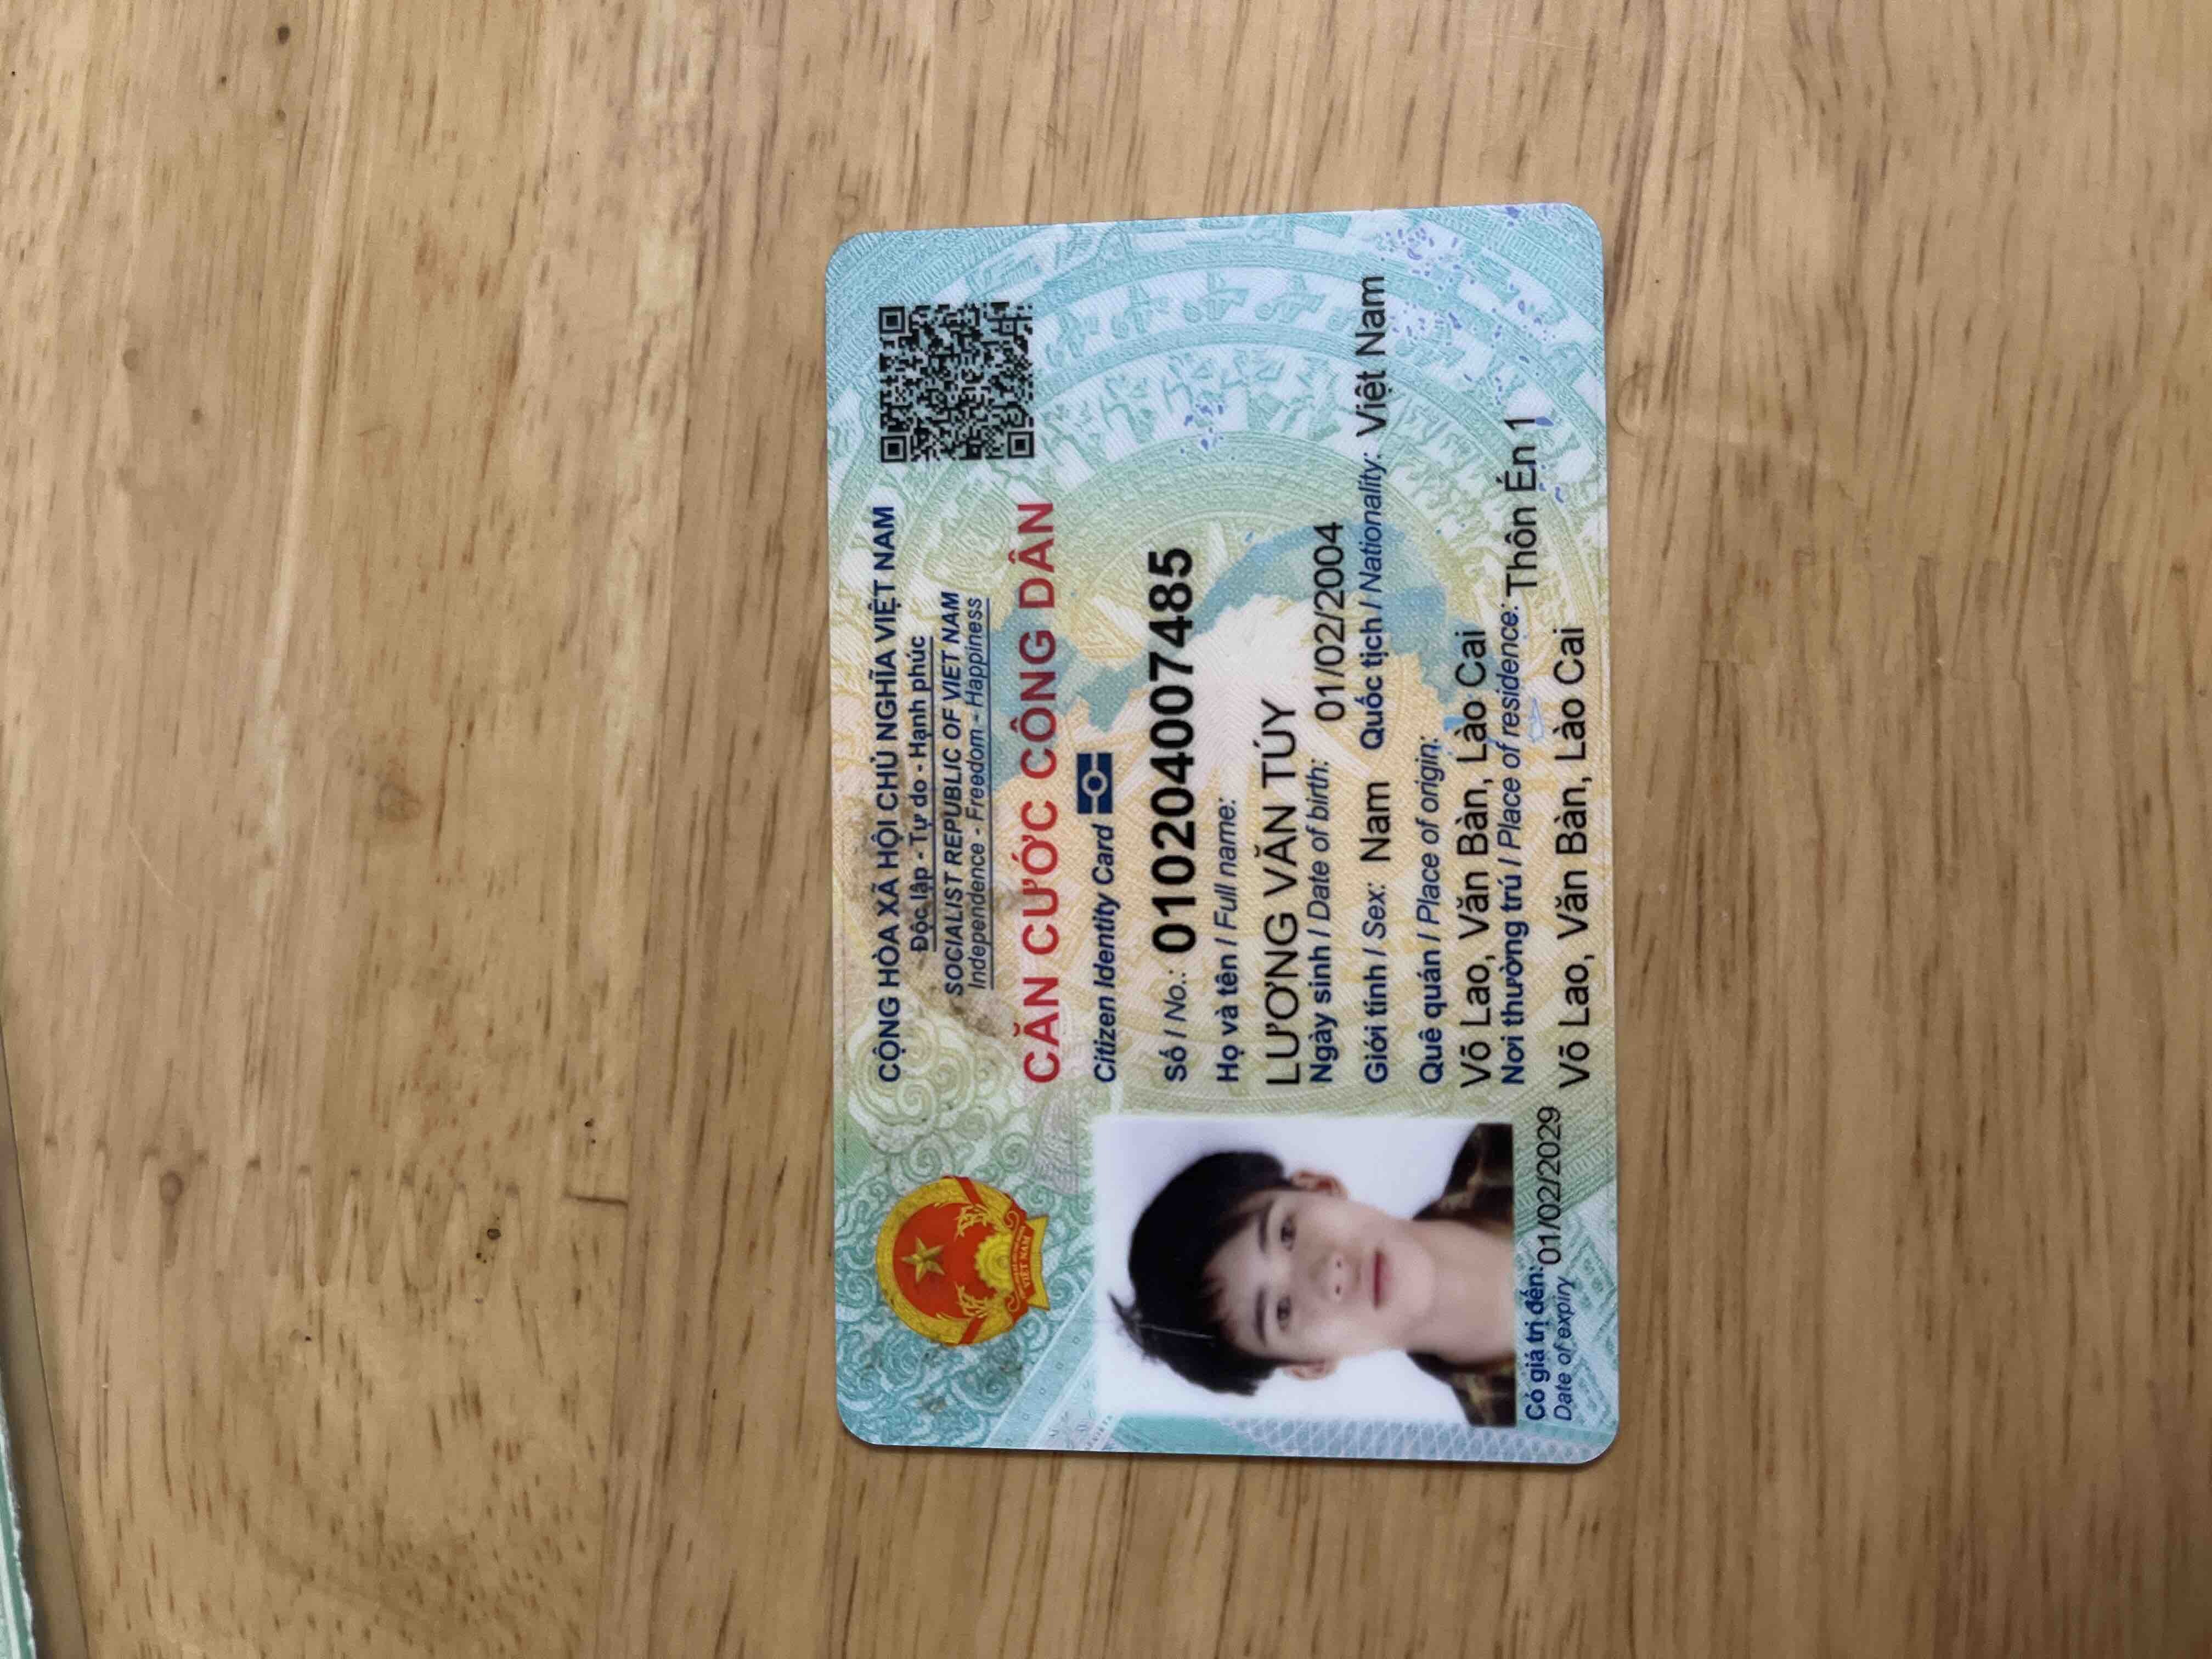 CỘNG HÒA XÃ HỘI CHỦ NGHĨA VIỆT NAM
Độc lập - Tự do - Hạnh phúc
SOCIALIST REPUBLIC OF VIET NAM
Independence - Freedom - Happiness
CĂN CƯỚC CÔNG DÂN
Citizen Identity Card
Số / No.: 010204007485
Họ và tên / Full name:
LƯƠNG VĂN TÚY
Ngày sinh / Date of birth: 01/02/2004
Giới tính / Sex: Nam Quốc tịch / Nationality: Việt Nam
Quê quán / Place of origin:
Võ Lao, Văn Bàn, Lào Cai
Nơi thường trú / Place of residence: Thôn Én 1
Võ Lao, Văn Bàn, Lào Cai
Có giá trị đến: 01/02/2029
Date of expiry
VIỆT NAM